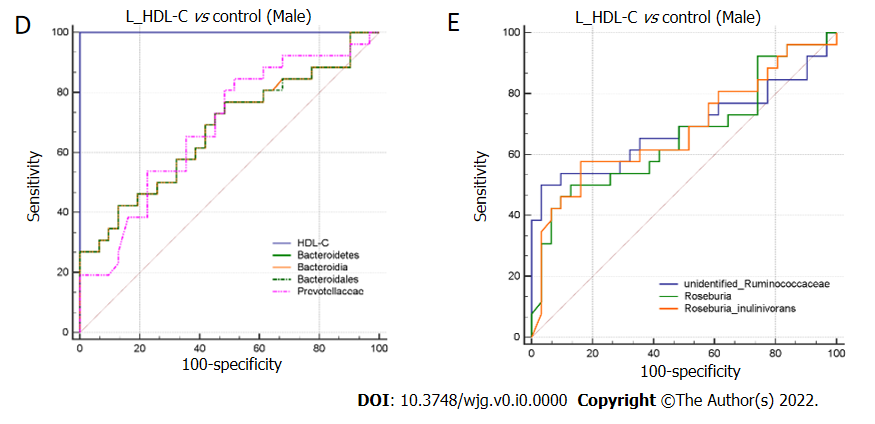 D
L_HDL-C vs control (Male)
100
80
60
40
20
0
Sensitivity
HDL-C
Bacteroidetes
Bacteroidia
Bacteroidales
Prevotellaceae
0 20 40 60 80 100
100-specificity
E
L_HDL-C vs control (Male)
100
80
60
40
20
0
Sensitivity
unidentified_Ruminococcaceae
Roseburia
Roseburia_inulinivorans
0 20 40 60 80 100
100-specificity
DOI: 10.3748/wjg.v0.i0.0000 Copyright ©The Author(s) 2022.